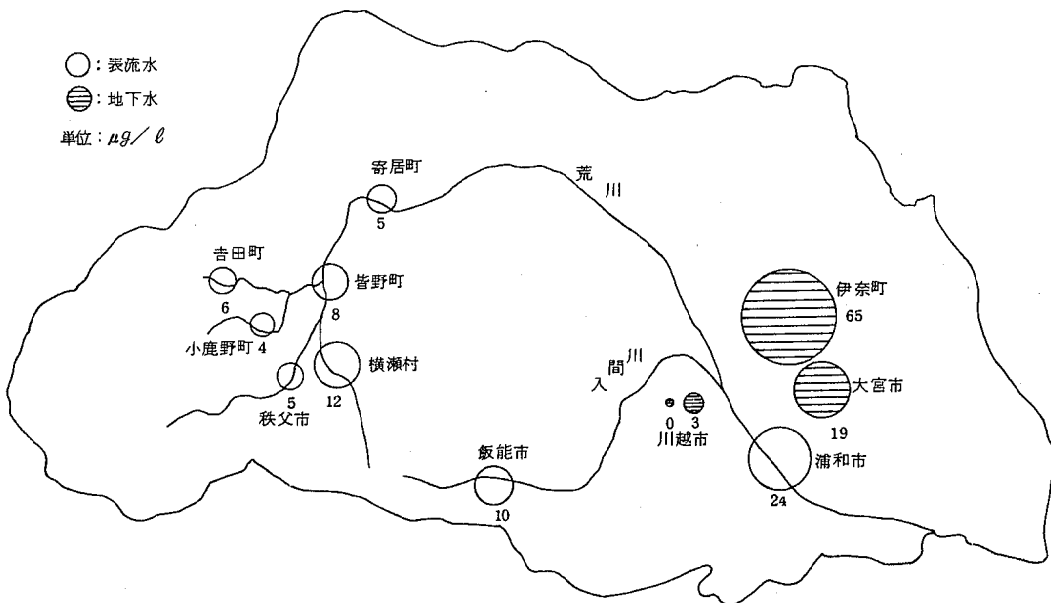 ○:表流水
:地下水
単位:μg/ℓ
寄居町
5
荒川
吉田町
6
皆野町
8
小鹿野町
4
秩父市
5
横瀬村
12
飯能市
10
入間川
0
3
川越市
伊奈町
65
大宮市
19
浦和市
24